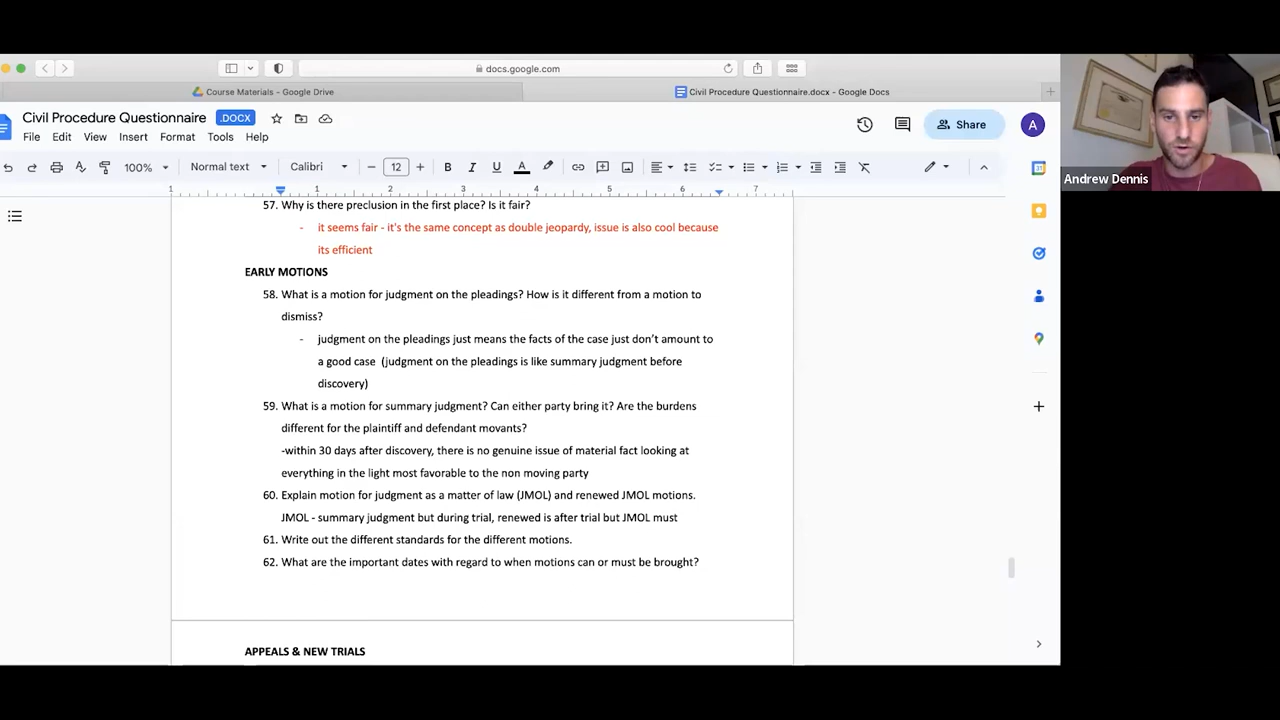 docs.google.com
Course Materials - Google Drive
Civil Procedure Questionnaire.docx - Google Docs
Civil Procedure Questionnaire .DOCX
File Edit View Insert Format Tools Help
Share
A
100% Normal text Calibri 12 B I U A
1 1 2 3 4 5 6 7
57. Why is there preclusion in the first place? Is it fair?
- it seems fair - it's the same concept as double jeopardy, issue is also cool because
its efficient
EARLY MOTIONS
58. What is a motion for judgment on the pleadings? How is it different from a motion to
dismiss?
- judgment on the pleadings just means the facts of the case just don’t amount to
a good case (judgment on the pleadings is like summary judgment before
discovery)
59. What is a motion for summary judgment? Can either party bring it? Are the burdens
different for the plaintiff and defendant movants?
-within 30 days after discovery, there is no genuine issue of material fact looking at
everything in the light most favorable to the non moving party
60. Explain motion for judgment as a matter of law (JMOL) and renewed JMOL motions.
JMOL - summary judgment but during trial, renewed is after trial but JMOL must
61. Write out the different standards for the different motions.
62. What are the important dates with regard to when motions can or must be brought?
APPEALS & NEW TRIALS
Andrew Dennis